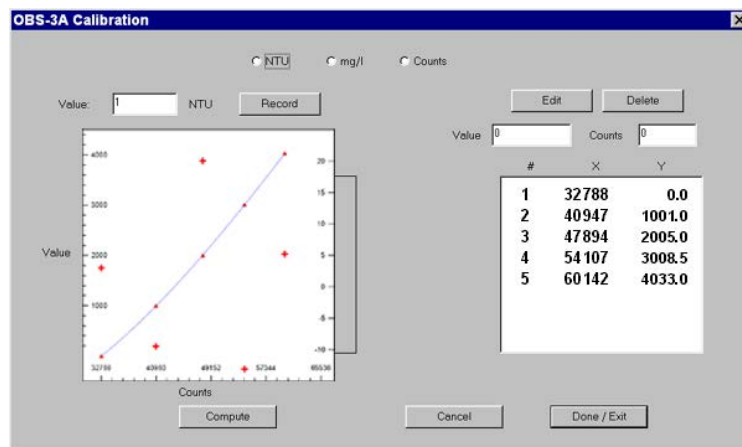 OBS-3A Calibration
NTU mg/l Counts
Value: 1 NTU Record
Edit Delete
Value 0 Counts 0
# X Y
1 32788 0.0
2 40947 1001.0
3 47894 2005.0
4 54107 3008.5
5 60142 4033.0
4000
3000
2000
1000
Value
20
15
10
5
0
-5
-10
49152 57344 65536
Counts
Compute Cancel Done / Exit